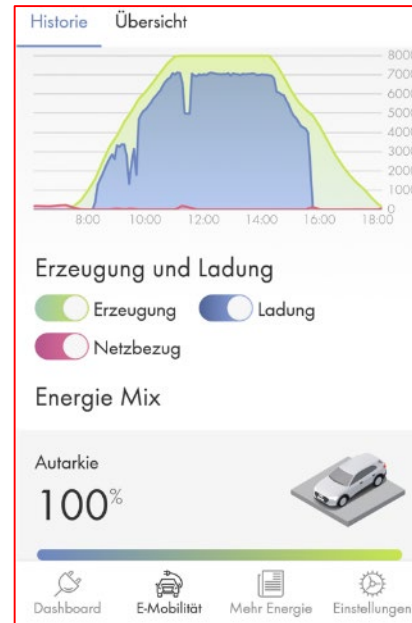 Historie Übersicht
8000
7000
6000
5000
4000
3000
2000
1000
0
8:00 10:00 12:00 14:00 16:00 18:00
Erzeugung und Ladung
Erzeugung Ladung
Netzbezug
Energie Mix
Autarkie
100%
Dashboard E-Mobilität Mehr Energie Einstellungen